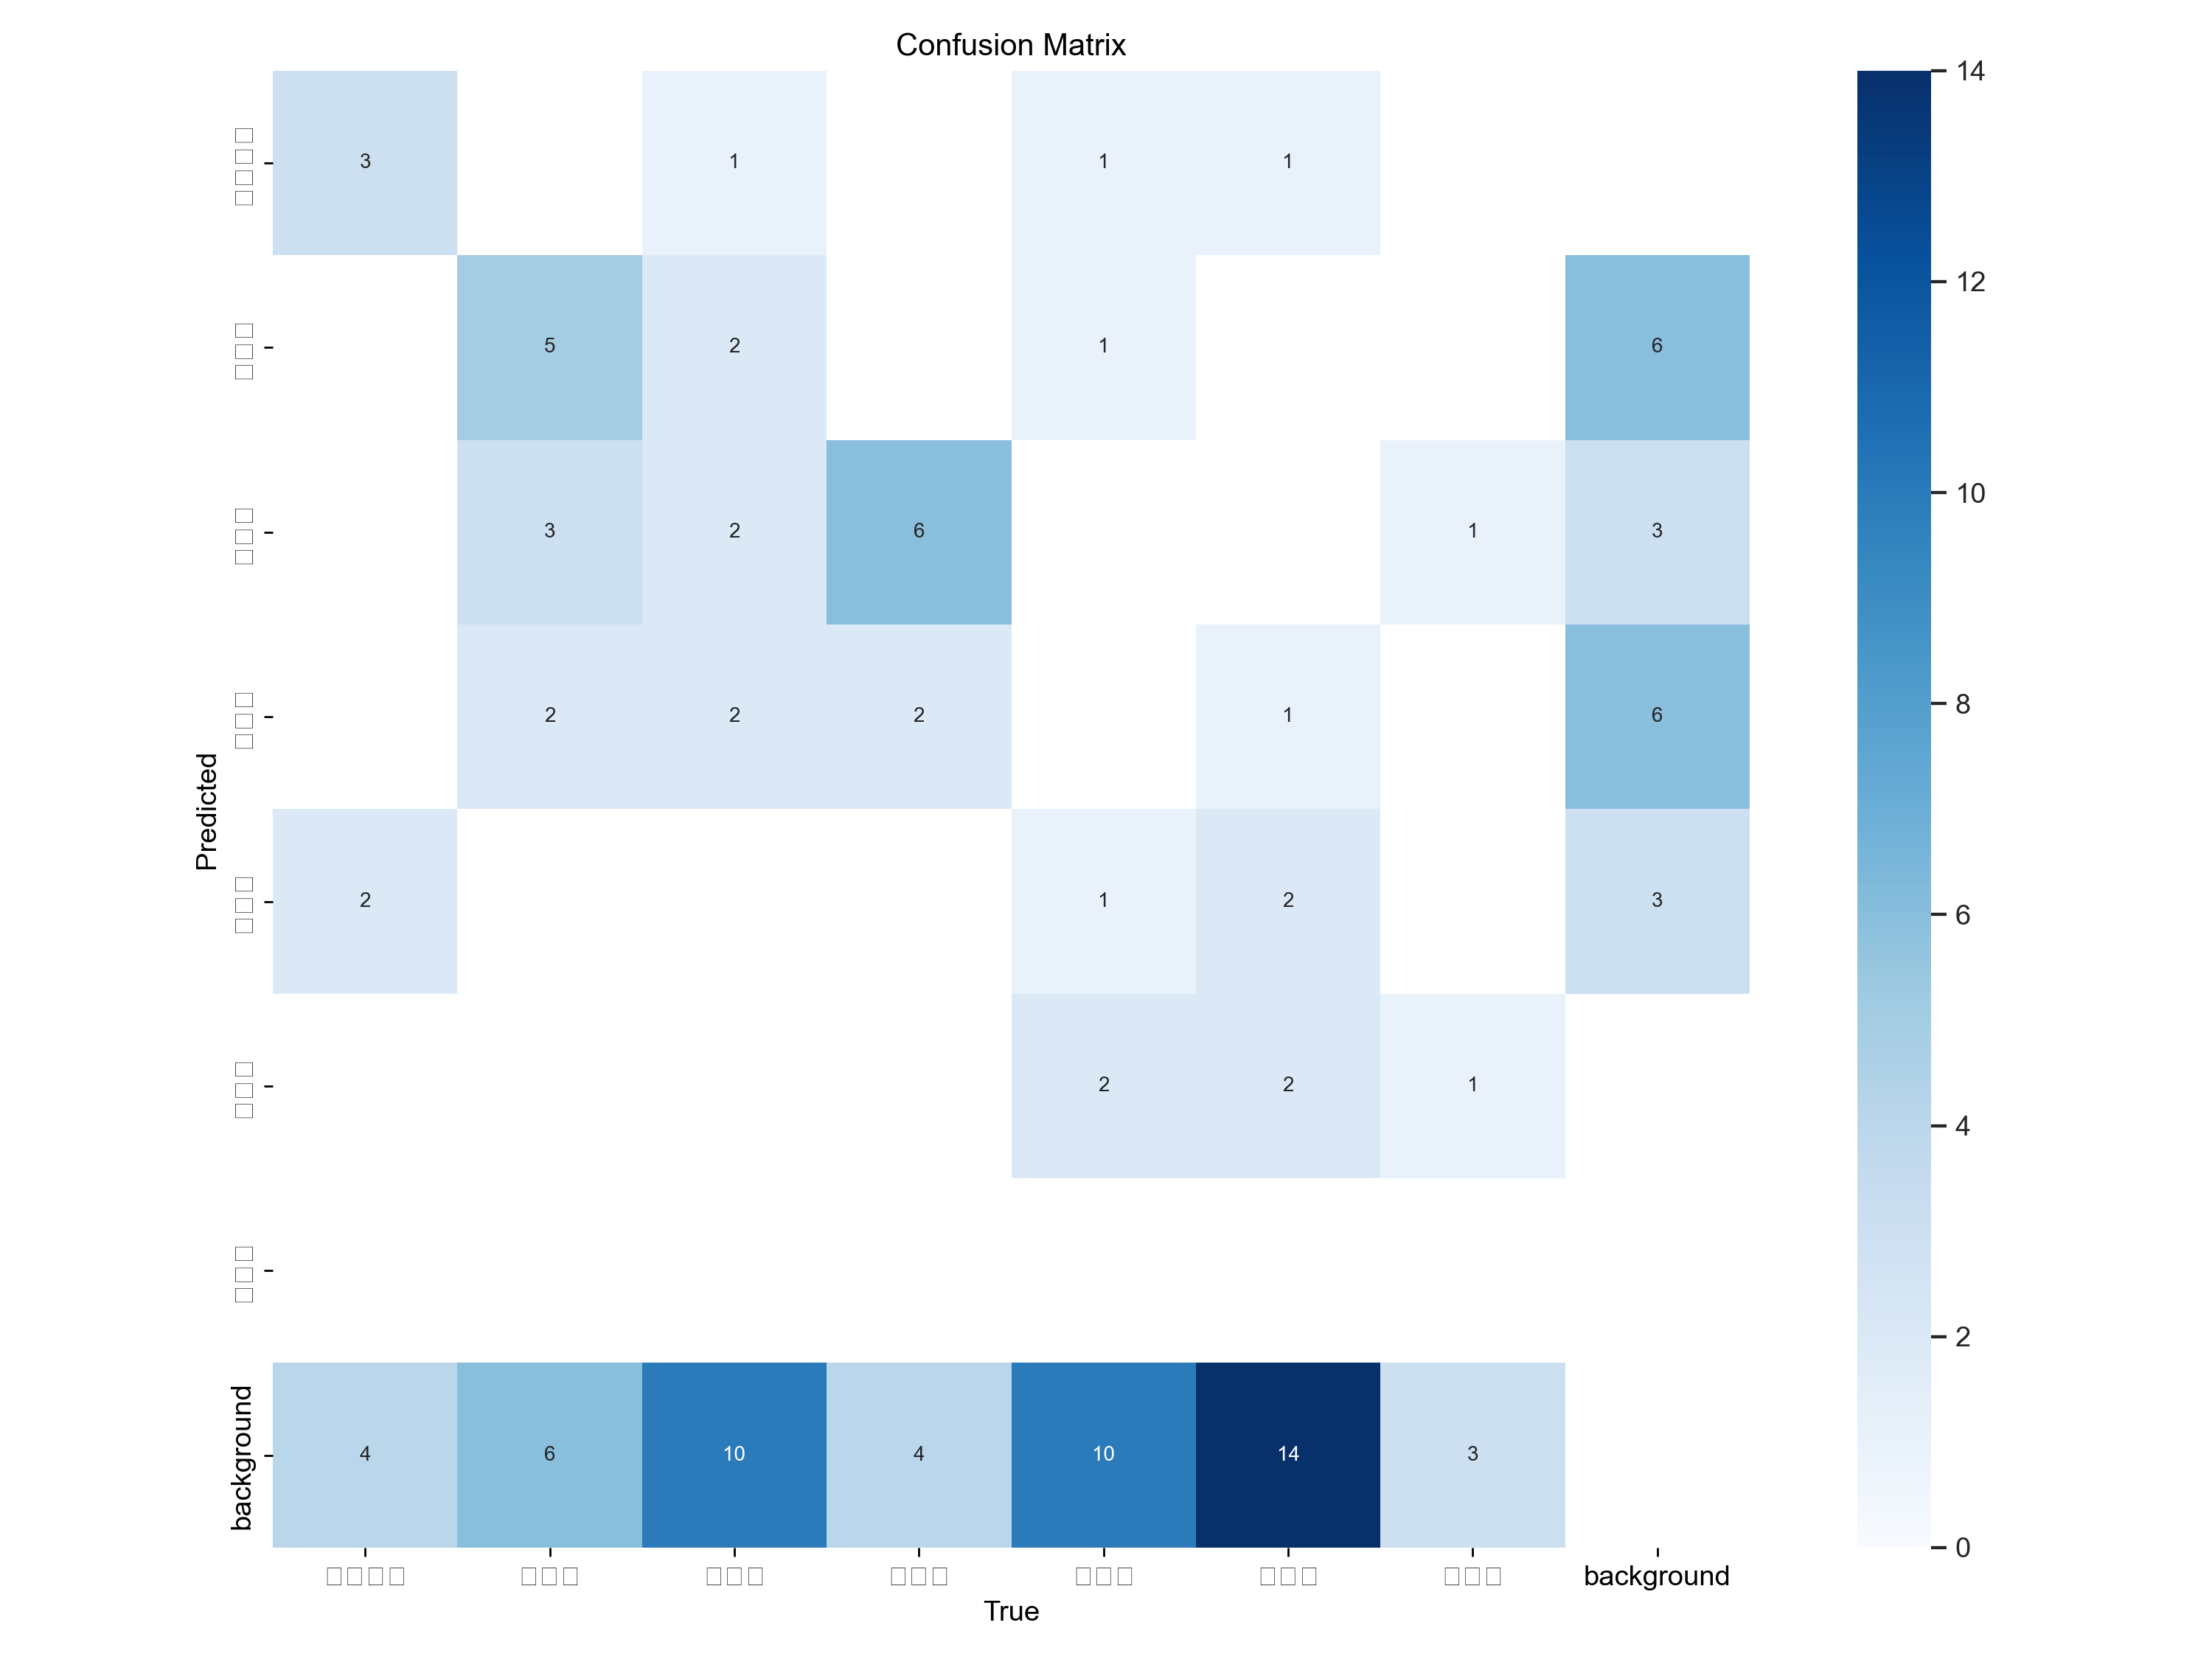 Confusion Matrix
3 1 1 1
5 2 1 6
3 2 6 1 3
2 2 2 1 6
2 1 2 3
2 2 1
background 4 6 10 4 10 14 3
background
Predicted
True
14
12
10
8
6
4
2
0